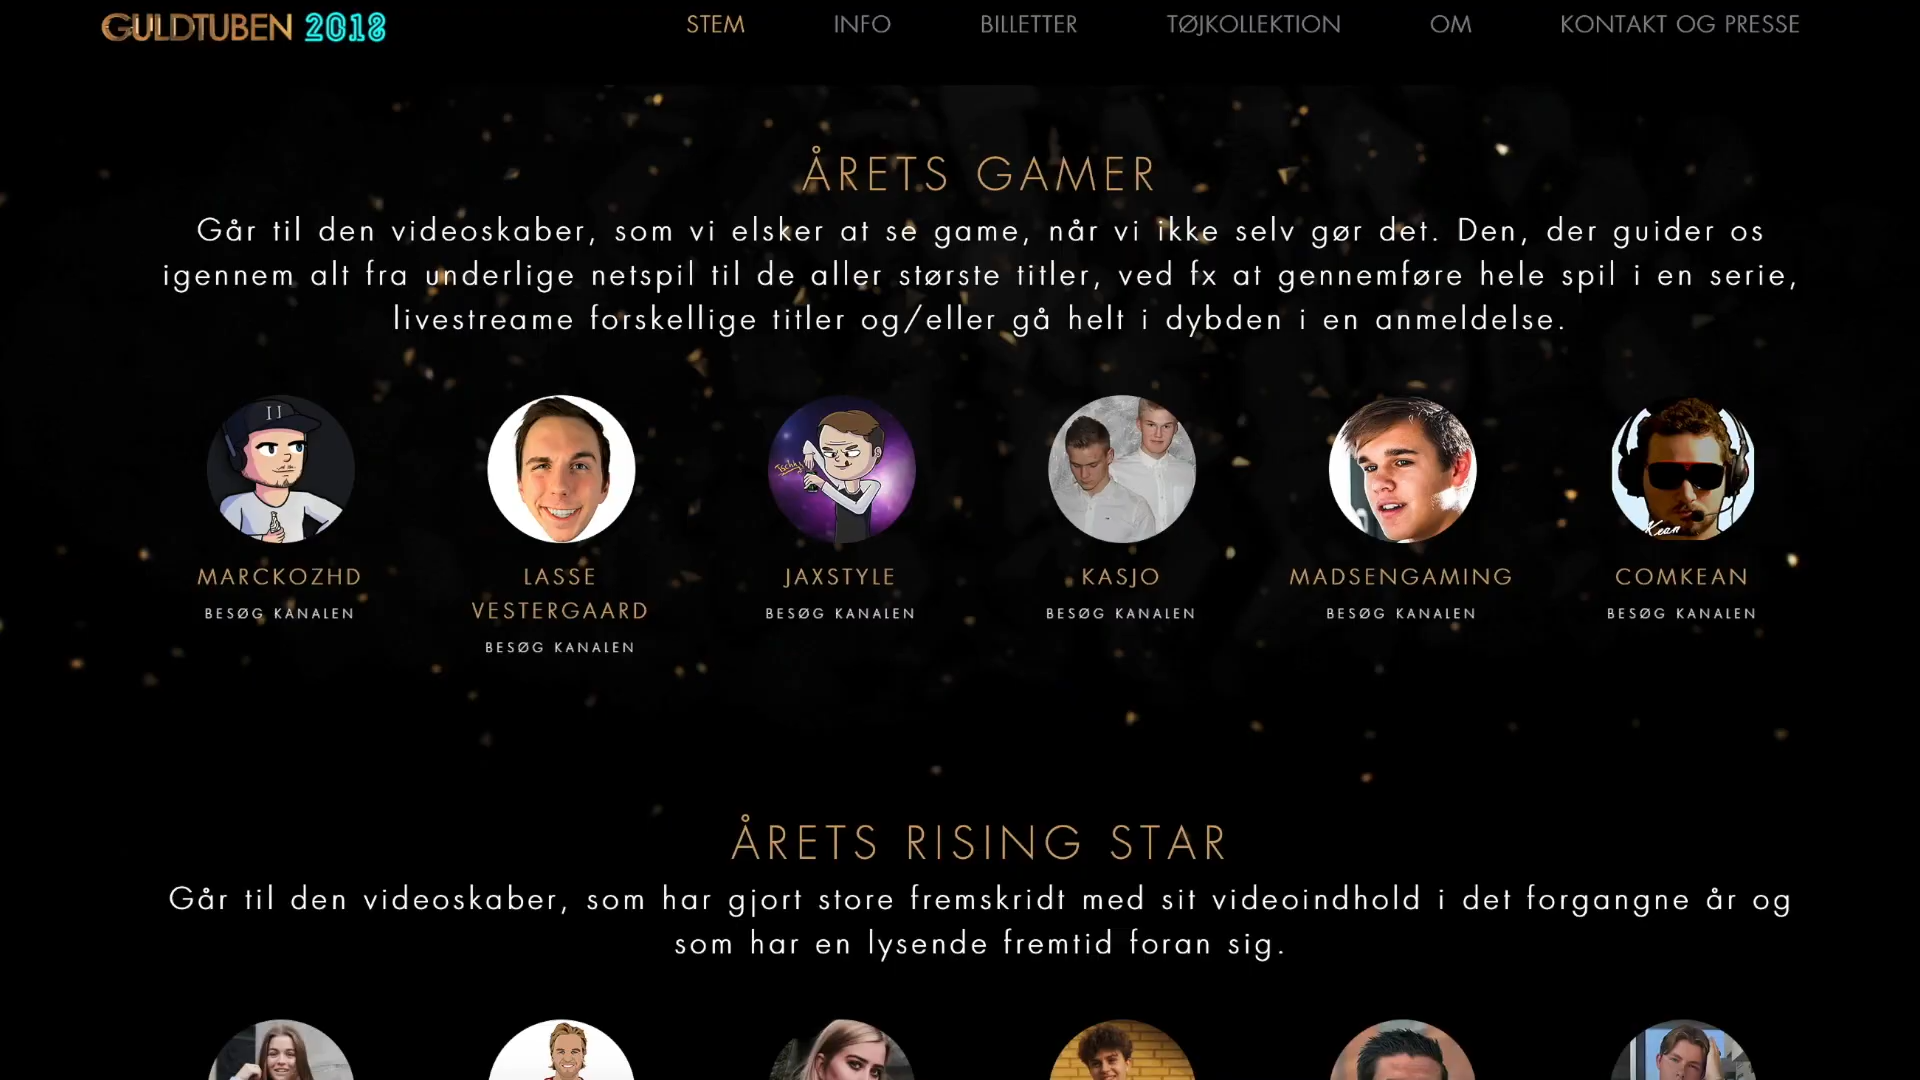 GULDTUBEN 2018 STEM INFO BILLETTER TØJKOLLEKTION OM KONTAKT OG PRESSE
ÅRETS GAMER
Går til den videoskaber, som vi elsker at se game, når vi ikke selv gør det. Den, der guider os
igennem alt fra underlige netspil til de aller største titler, ved fx at gennemføre hele spil i en serie,
livestreame forskellige titler og/eller gå helt i dybden i en anmeldelse.
Kean
MARCKOZHD
BESØG KANALEN
LASSE
VESTERGAARD
BESØG KANALEN
JAXSTYLE
BESØG KANALEN
KASJO
BESØG KANALEN
MADSENGAMING
BESØG KANALEN
COMKEAN
BESØG KANALEN
ÅRETS RISING STAR
Går til den videoskaber, som har gjort store fremskridt med sit videoindhold i det forgangne år og
som har en lysende fremtid foran sig.